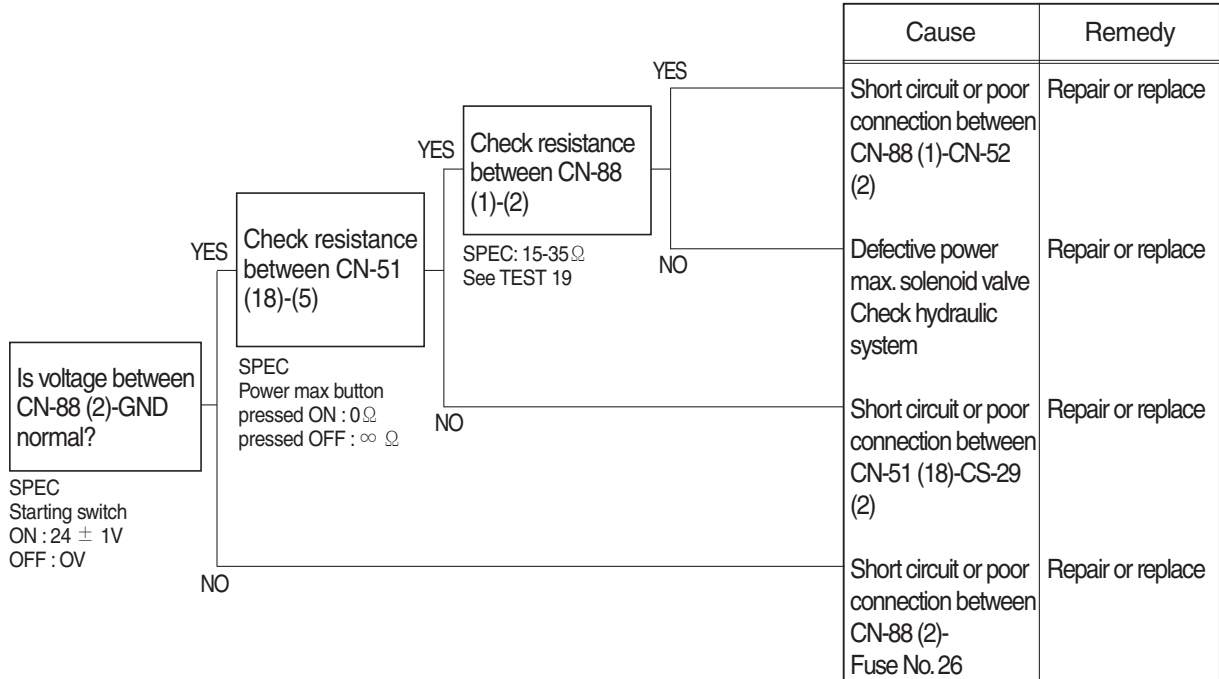 Cause
Remedy
YES
Short circuit or poor
connection between
CN-88 (1)-CN-52
(2)
Repair or replace
YES
Check resistance
between CN-88
(1)-(2)
SPEC: 15-35Ω
See TEST 19
NO
Defective power
max. solenoid valve
Check hydraulic
system
Repair or replace
YES
Check resistance
between CN-51
(18)-(5)
SPEC
Power max button
pressed ON : 0Ω
pressed OFF : ∞ Ω
NO
Short circuit or poor
connection between
CN-51 (18)-CS-29
(2)
Repair or replace
Is voltage between
CN-88 (2)-GND
normal?
SPEC
Starting switch
ON : 24 ± 1V
OFF : OV
NO
Short circuit or poor
connection between
CN-88 (2)-
Fuse No. 26
Repair or replace